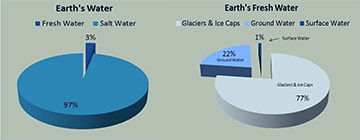 Earth's Water
Fresh Water Salt Water
3%
97%
Earth's Fresh Water
Glaciers & Ice Caps Ground Water Surface Water
1% Surface Water
22%
Ground Water
Glaciers & Ice Caps
77%